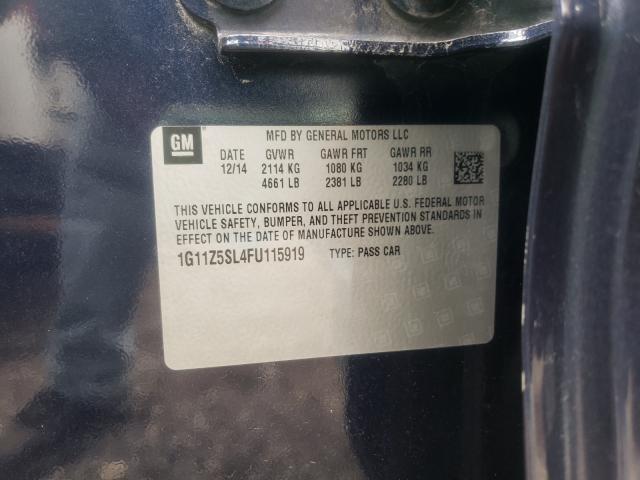 GM
MFD BY GENERAL MOTORS LLC
DATE GVWR GAWR FRT GAWR RR
12/14 2114 KG 1080 KG 1034 KG
4661 LB 2381 LB 2280 LB
THIS VEHICLE CONFORMS TO ALL APPLICABLE U.S. FEDERAL MOTOR
VEHICLE SAFETY, BUMPER, AND THEFT PREVENTION STANDARDS IN
EFFECT ON THE DATE OF MANUFACTURE SHOWN ABOVE.
1G11Z5SL4FU115919 TYPE: PASS CAR